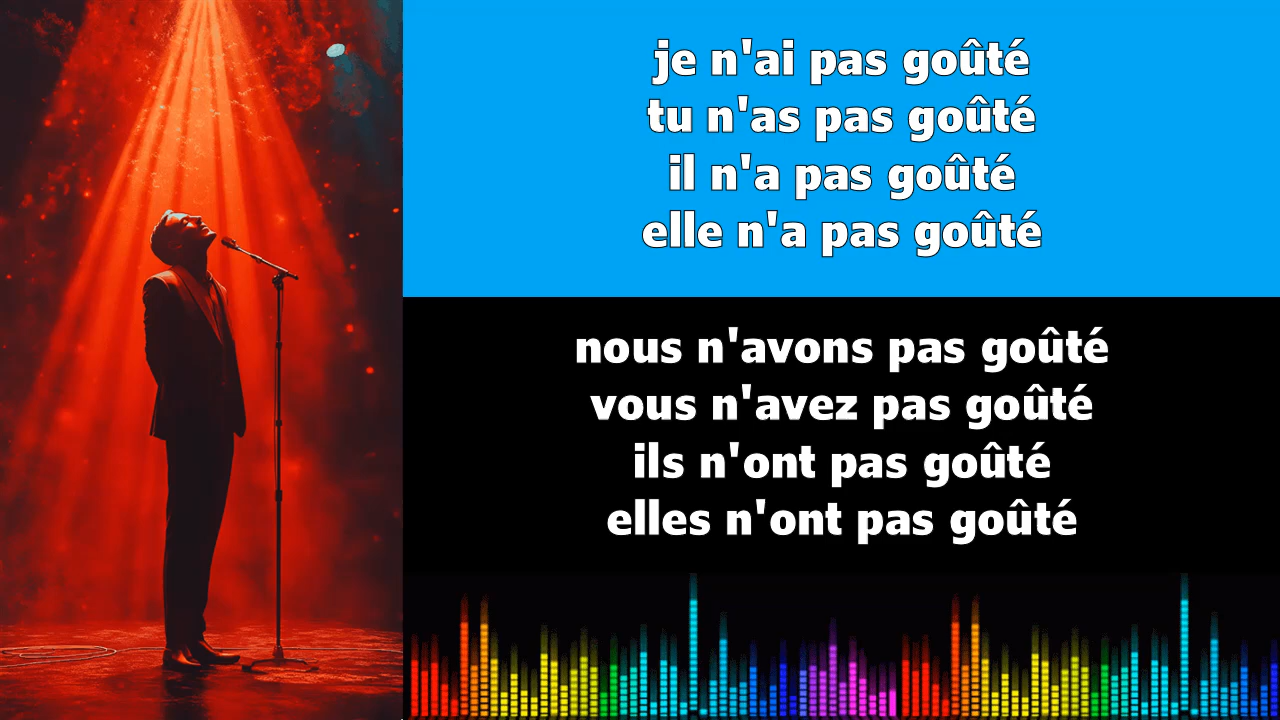 je n'ai pas goûté
tu n'as pas goûté
il n'a pas goûté
elle n'a pas goûté
nous n'avons pas goûté
vous n'avez pas goûté
ils n'ont pas goûté
elles n'ont pas goûté